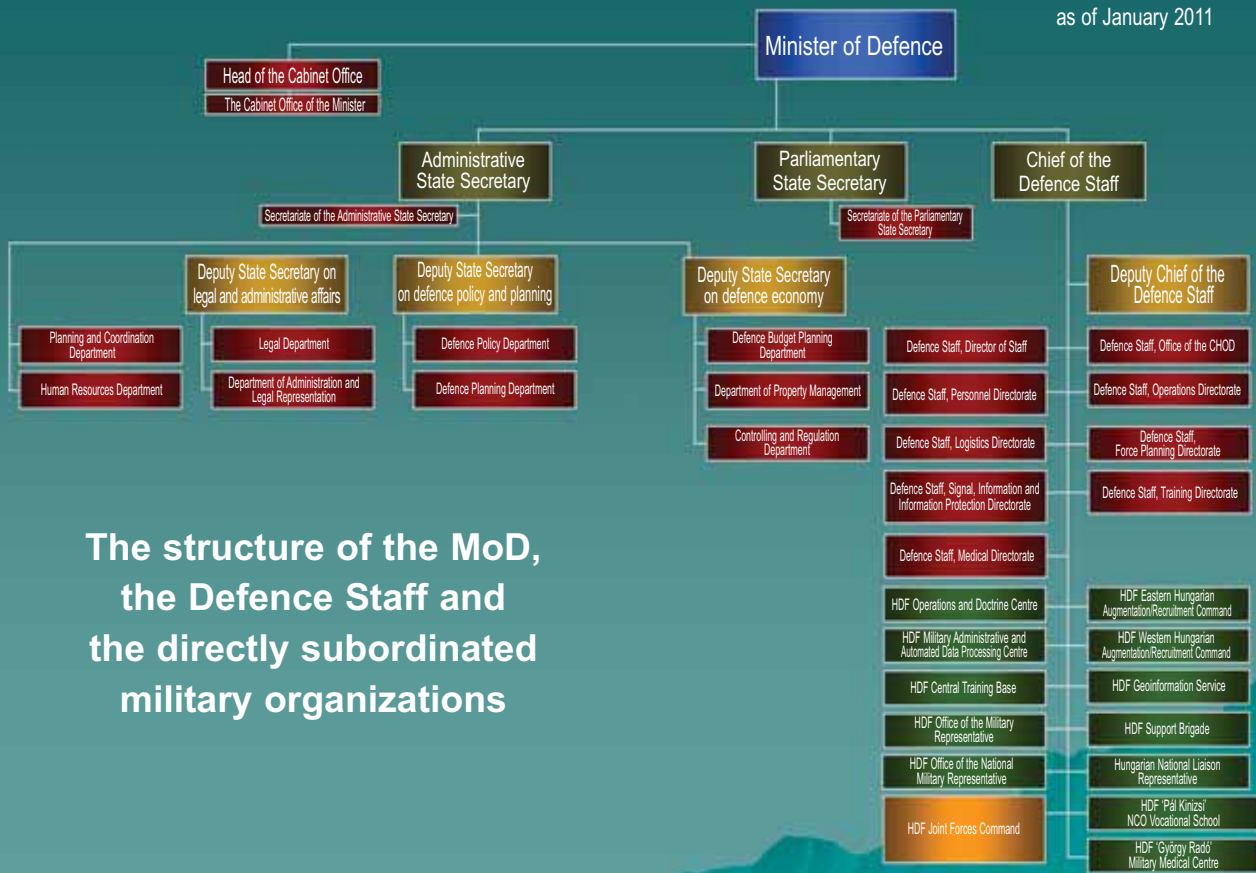 as of January 2011
Minister of Defence
Head of the Cabinet Office
The Cabinet Office of the Minister
Administrative
State Secretary
Parliamentary
State Secretary
Chief of the
Defence Staff
Secretariate of the Administrative State Secretary
Secretariate of the Parliamentary
State Secretary
Deputy State Secretary on
legal and administrative affairs
Deputy State Secretary
on defence policy and planning
Deputy State Secretary
on defence economy
Deputy Chief of the
Defence Staff
Planning and Coordination
Department
Human Resources Department
Legal Department
Department of Administration and
Legal Representation
Defence Policy Department
Defence Planning Department
Defence Budget Planning
Department
Department of Property Management
Controlling and Regulation
Department
Defence Staff, Director of Staff
Defence Staff, Office of the CHOD
Defence Staff, Personnel Directorate
Defence Staff, Operations Directorate
Defence Staff, Logistics Directorate
Defence Staff,
Force Planning Directorate
Defence Staff, Signal, Information and
Information Protection Directorate
Defence Staff, Training Directorate
Defence Staff, Medical Directorate
HDF Operations and Doctrine Centre
HDF Eastern Hungarian
Augmentation/Recruitment Command
HDF Military Administrative and
Automated Data Processing Centre
HDF Western Hungarian
Augmentation/Recruitment Command
HDF Central Training Base
HDF Geoinformation Service
HDF Office of the Military
Representative
HDF Support Brigade
HDF Office of the National
Military Representative
Hungarian National Liaison
Representative
HDF Joint Forces Command
HDF 'Pál Kinizsi'
NCO Vocational School
HDF 'György Radó'
Military Medical Centre
The structure of the MoD,
the Defence Staff and
the directly subordinated
military organizations